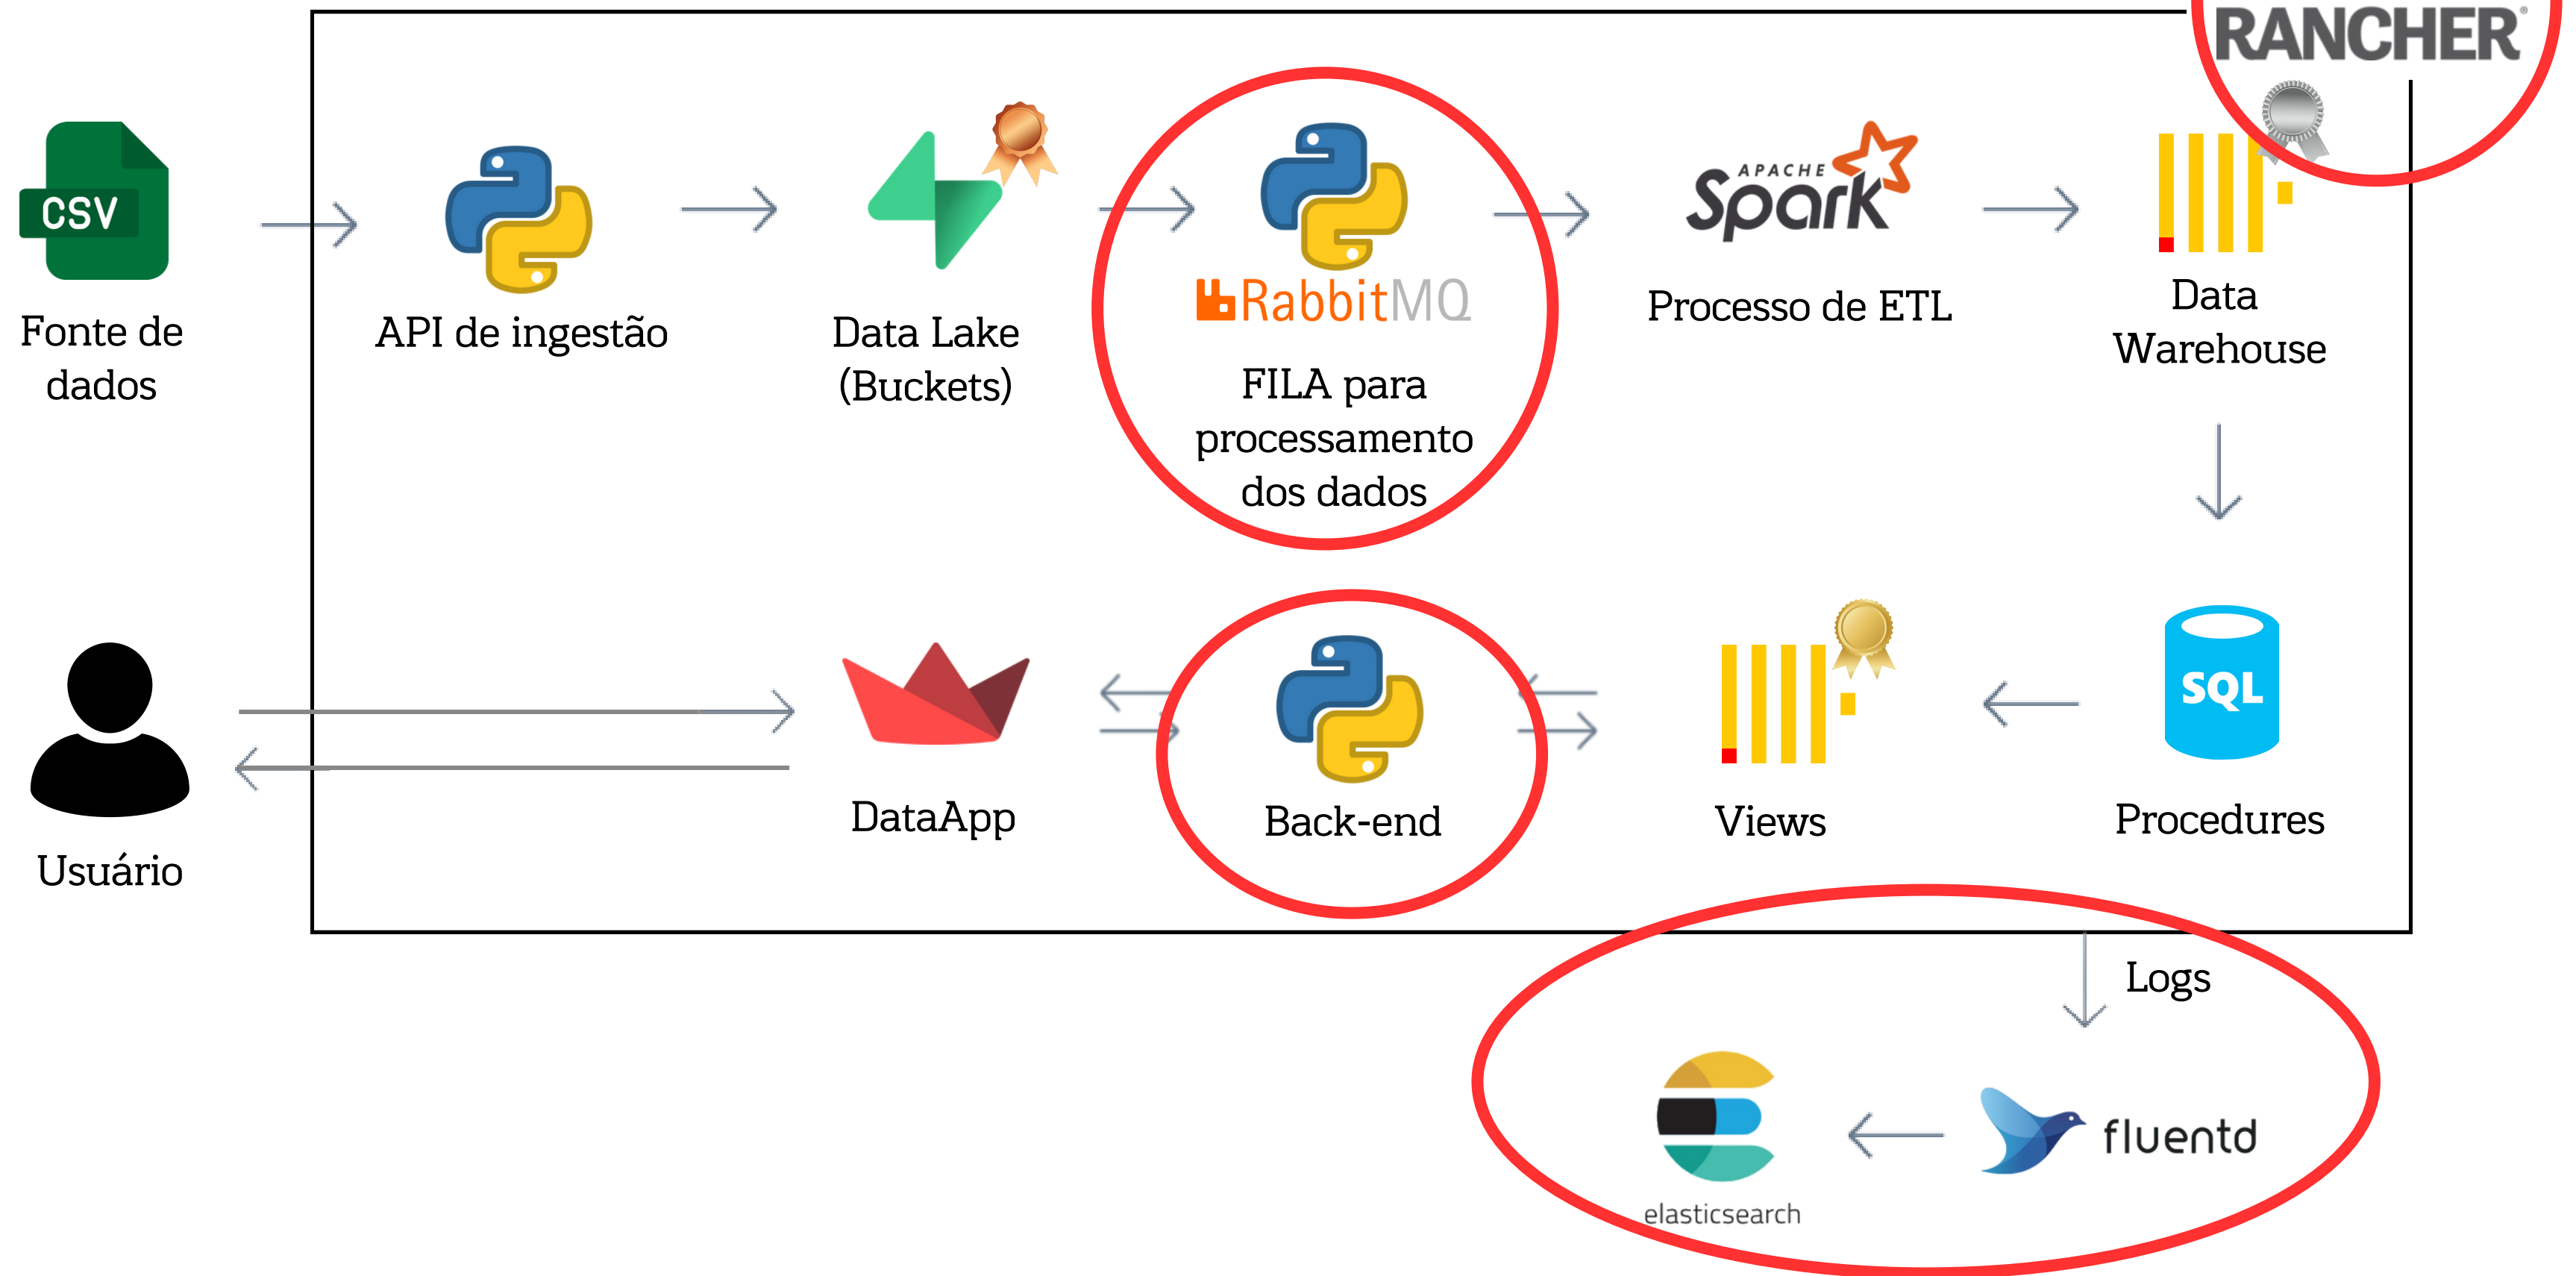 RANCHER®
CSV
Fonte de
dados
API de ingestão
Data Lake
(Buckets)
RabbitMQ
FILA para
processamento
dos dados
APACHE
Spark
Processo de ETL
Data
Warehouse
Usuário
DataApp
Back-end
Views
SQL
Procedures
Logs
elasticsearch
fluentd